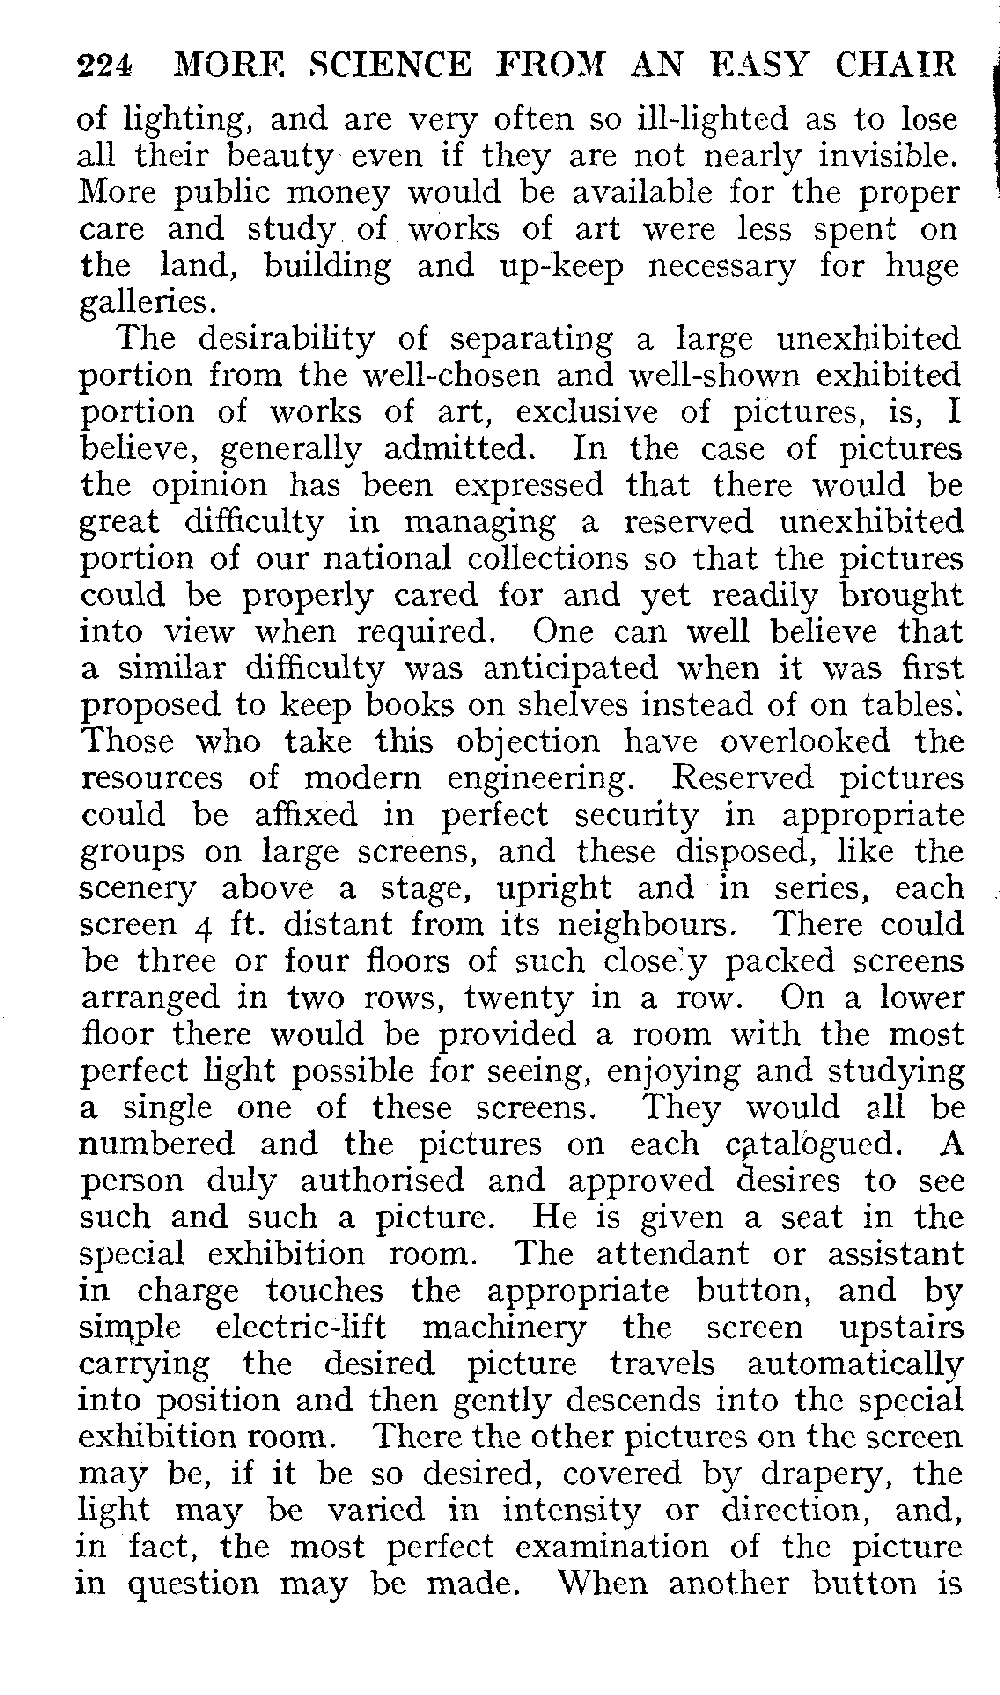 224 MORE SCIENCE FROM AN EASY CHAIR
of lighting, and are very often so ill-lighted as to lose
all their beauty even if they are not nearly invisible.
More public money would be available for the proper
care and study of works of art were less spent on
the land, building and up-keep necessary for huge
galleries.
The desirability of separating a large unexhibited
portion from the well-chosen and well-shown exhibited
portion of works of art, exclusive of pictures, is, I
believe, generally admitted. In the case of pictures
the opinion has been expressed that there would be
great difficulty in managing a reserved unexhibited
portion of our national collections so that the pictures
could be properly cared for and yet readily brought
into view when required. One can well believe that
a similar difficulty was anticipated when it was first
proposed to keep books on shelves instead of on tables.
Those who take this objection have overlooked the
resources of modern engineering. Reserved pictures
could be affixed in perfect security in appropriate
groups on large screens, and these disposed, like the
scenery above a stage, upright and in series, each
screen 4 ft. distant from its neighbours. There could
be three or four floors of such closely packed screens
arranged in two rows, twenty in a row. On a lower
floor there would be provided a room with the most
perfect light possible for seeing, enjoying and studying
a single one of these screens. They would all be
numbered and the pictures on each catalogued. A
person duly authorised and approved desires to see
such and such a picture. He is given a seat in the
special exhibition room. The attendant or assistant
in charge touches the appropriate button, and by
simple electric-lift machinery the screen upstairs
carrying the desired picture travels automatically
into position and then gently descends into the special
exhibition room. There the other pictures on the screen
may be, if it be so desired, covered by drapery, the
light may be varied in intensity or direction, and,
in fact, the most perfect examination of the picture
in question may be made. When another button is